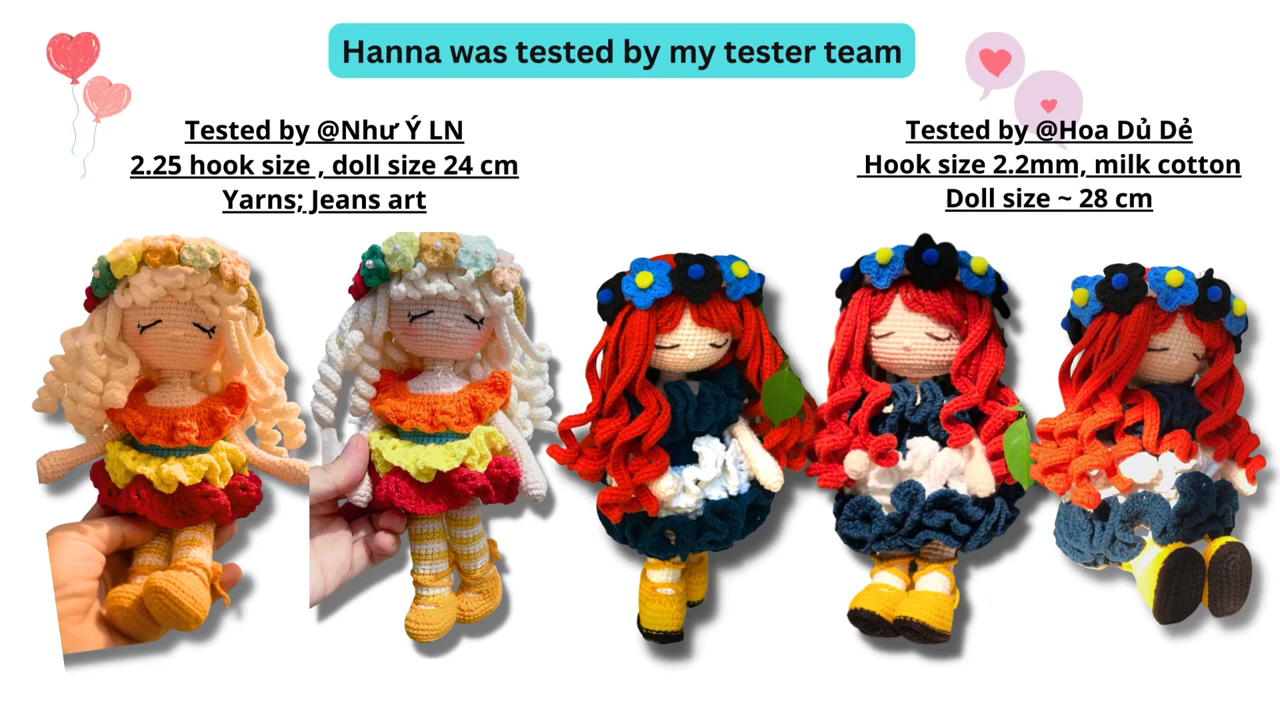 Hanna was tested by my tester team
Tested by @Như Ý LN
2.25 hook size , doll size 24 cm
Yarns; Jeans art
Tested by @Hoa Dủ Dẻ
Hook size 2.2mm, milk cotton
Doll size ~ 28 cm